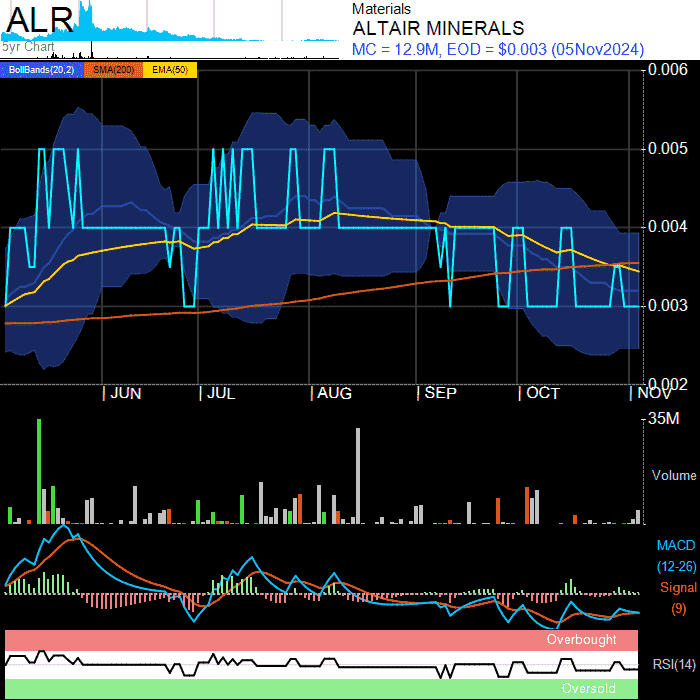 ALR
5yr Chart
Materials
ALTAIR MINERALS
MC = 12.9M, EOD = $0.003 (05Nov2024)
BollBands(20,2) SMA(200) EMA(50)
0.006
0.005
0.004
0.003
0.002
JUN JUL AUG SEP OCT NOV
35M
Volume
MACD
(12-26)
Signal
(9)
Overbought
RSI(14)
Oversold